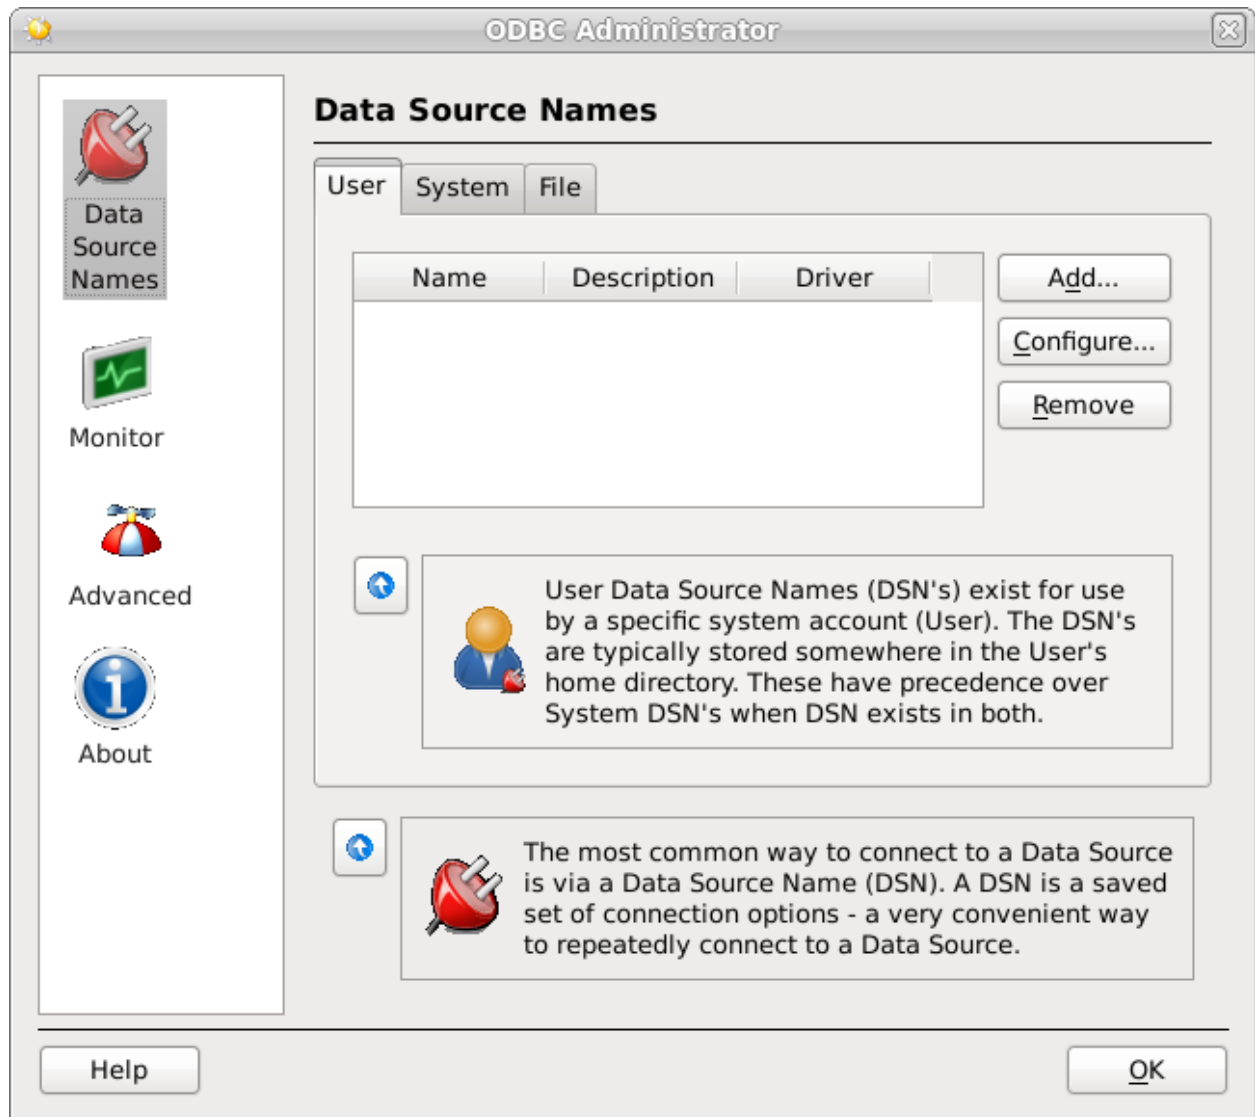 ODBC Administrator
Data
Source
Names
Monitor
Advanced
About
Data Source Names
User System File
Name Description Driver
Add...
Configure...
Remove
User Data Source Names (DSN's) exist for use
by a specific system account (User). The DSN's
are typically stored somewhere in the User's
home directory. These have precedence over
System DSN's when DSN exists in both.
The most common way to connect to a Data Source
is via a Data Source Name (DSN). A DSN is a saved
set of connection options - a very convenient way
to repeatedly connect to a Data Source.
Help
OK